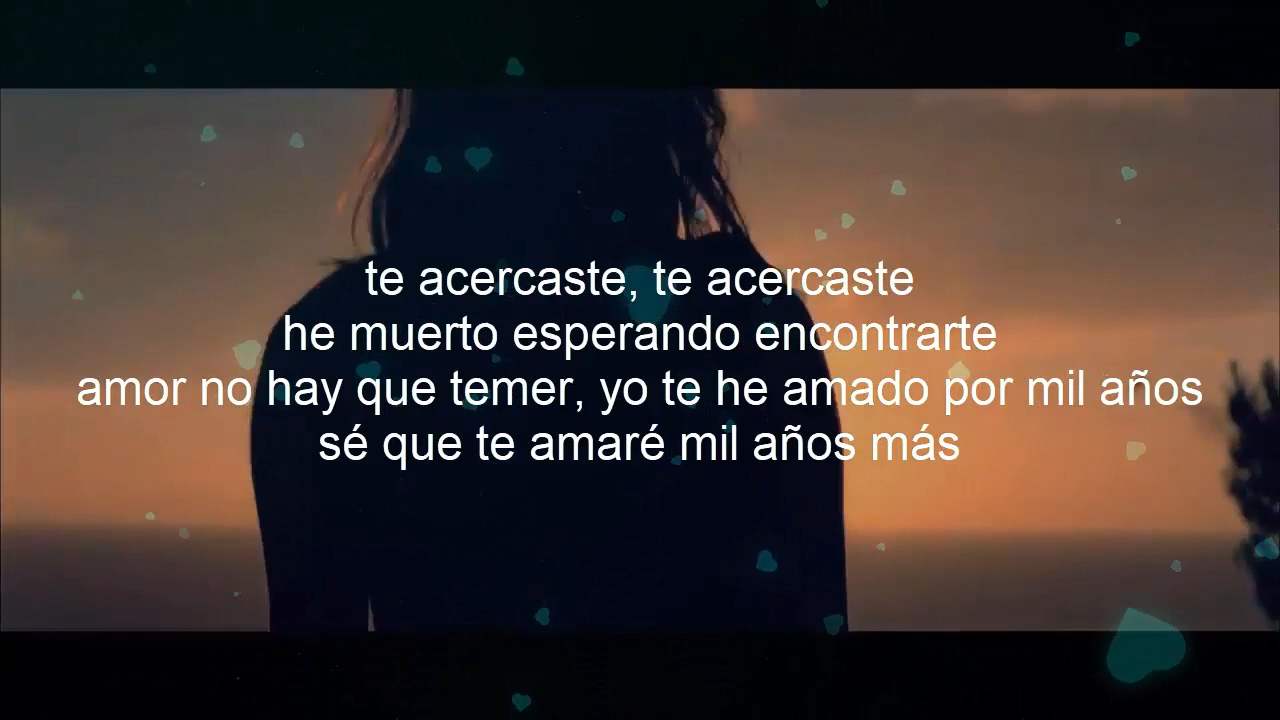 te acercaste, te acercaste
he muerto esperando encontrarte
amor no hay que temer, yo te he amado por mil años
sé que te amaré mil años más